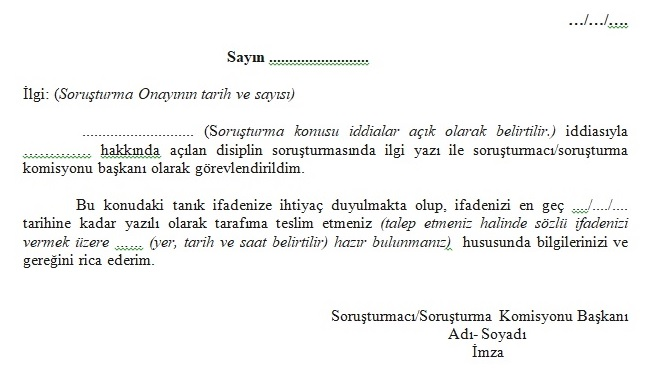 .../.../....
Sayın .........................
İlgi: (Soruşturma Onayının tarih ve sayısı)
............................ (Soruşturma konusu iddialar açık olarak belirtilir.) iddiasıyla
................. hakkında açılan disiplin soruşturmasında ilgi yazı ile soruşturmacı/soruşturma
komisyonu başkanı olarak görevlendirildim.
Bu konudaki tanık ifadenize ihtiyaç duyulmakta olup, ifadenizi en geç .../..../....
tarihine kadar yazılı olarak tarafıma teslim etmeniz (talep etmeniz halinde sözlü ifadenizi
vermek üzere ....... (yer, tarih ve saat belirtilir) hazır bulunmanız) hususunda bilgilerinizi ve
gereğini rica ederim.
Soruşturmacı/Soruşturma Komisyonu Başkanı
Adı- Soyadı
İmza